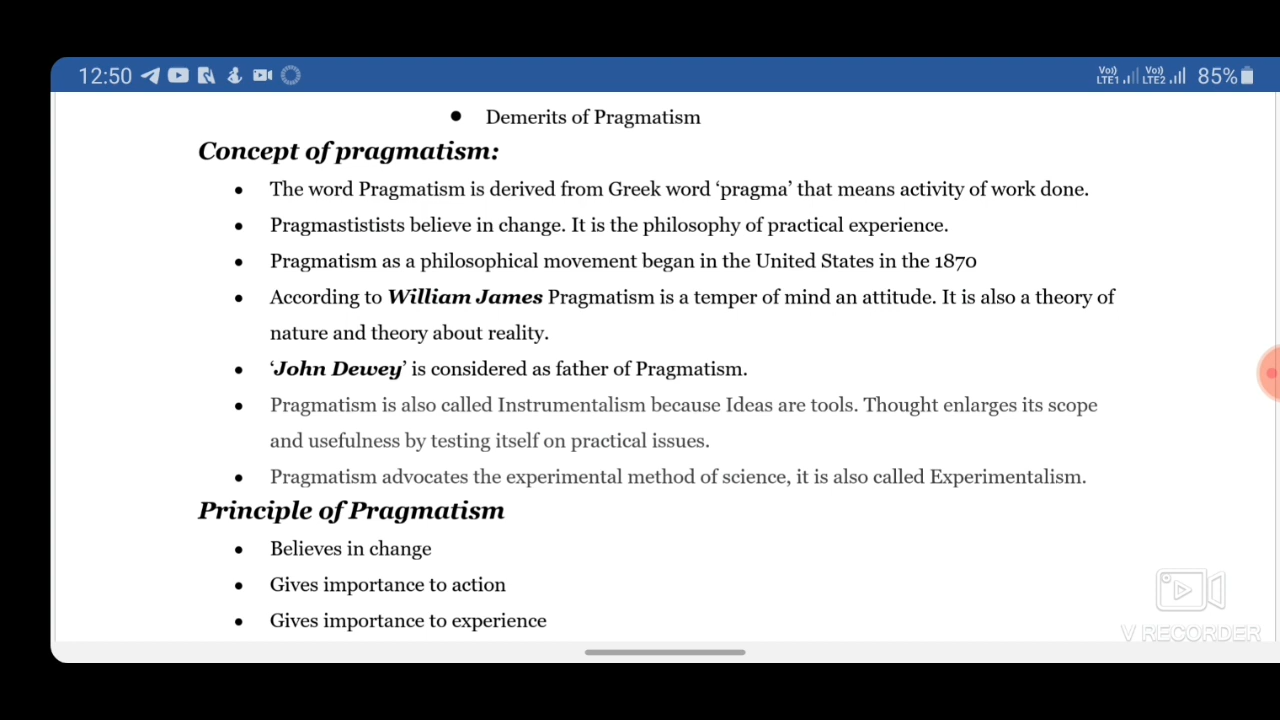 12:50
Vo) LTE1 Vo) LTE2 85%
Demerits of Pragmatism
Concept of pragmatism:
The word Pragmatism is derived from Greek word ‘pragma’ that means activity of work done.
Pragmastistists believe in change. It is the philosophy of practical experience.
Pragmatism as a philosophical movement began in the United States in the 1870
According to William James Pragmatism is a temper of mind an attitude. It is also a theory of
nature and theory about reality.
‘John Dewey’ is considered as father of Pragmatism.
Pragmatism is also called Instrumentalism because Ideas are tools. Thought enlarges its scope
and usefulness by testing itself on practical issues.
Pragmatism advocates the experimental method of science, it is also called Experimentalism.
Principle of Pragmatism
Believes in change
Gives importance to action
Gives importance to experience
V RECORDER